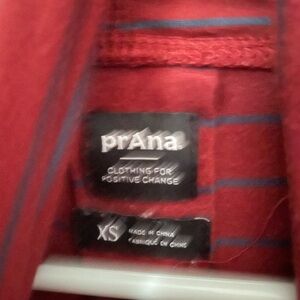 prAna
CLOTHING FOR
POSITIVE CHANGE
XS
MADE IN CHINA
FABRIQUÉ EN CHINE